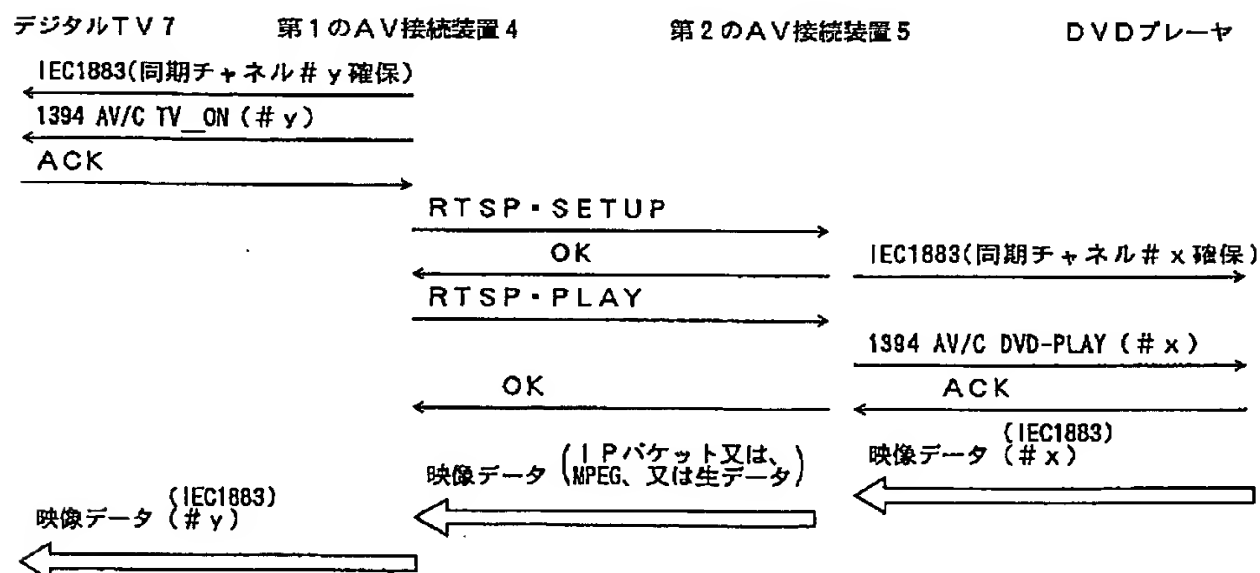 デジタルTV7 第1のAV接続装置4 第2のAV接続装置5 DVDプレーヤ
IEC1883(同期チャネル#y確保)
1394 AV/C TV_ON(#y)
ACK
RTSP・SETUP
OK IEC1883(同期チャネル#x確保)
RTSP・PLAY
1394 AV/C DVD-PLAY(#x)
OK ACK
映像データ(IPパケット又は、
MPEG、又は生データ)
(IEC1883)
映像データ(#x)
(IEC1883)
映像データ(#y)